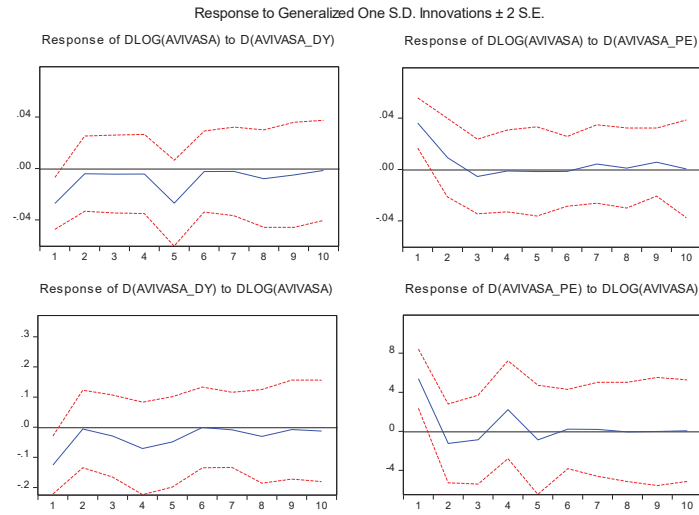 Response to Generalized One S.D. Innovations ± 2 S.E.
Response of DLOG(AVIVASA) to D(AVIVASA_DY)
.04
.00
-.04
1 2 3 4 5 6 7 8 9 10
Response of DLOG(AVIVASA) to D(AVIVASA_PE)
.04
.00
-.04
1 2 3 4 5 6 7 8 9 10
Response of D(AVIVASA_DY) to DLOG(AVIVASA)
.3
.2
.1
.0
-.1
-.2
1 2 3 4 5 6 7 8 9 10
Response of D(AVIVASA_PE) to DLOG(AVIVASA)
8
4
0
-4
1 2 3 4 5 6 7 8 9 10